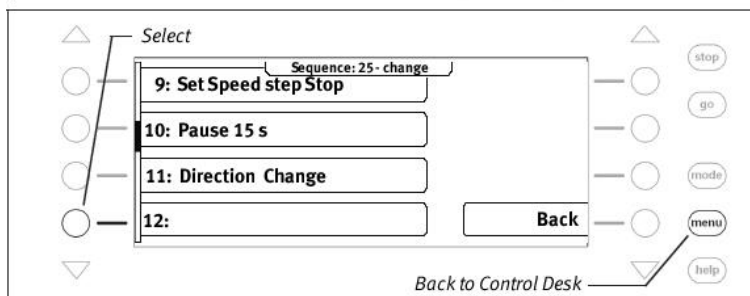 Select
Sequence: 25 - change
9: Set Speed step Stop
10: Pause 15 s
11: Direction Change
12:
Back
stop
go
mode
menu
help
Back to Control Desk